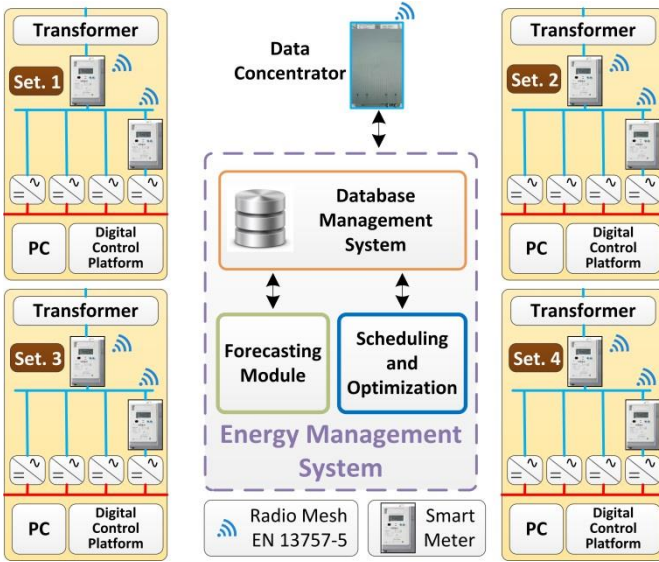 Transformer
Set. 1
PC
Digital
Control
Platform
Transformer
Set. 3
PC
Digital
Control
Platform
Data
Concentrator
Database
Management
System
Forecasting
Module
Scheduling
and
Optimization
Energy Management
System
Radio Mesh
EN 13757-5
Smart
Meter
Transformer
Set. 2
PC
Digital
Control
Platform
Transformer
Set. 4
PC
Digital
Control
Platform